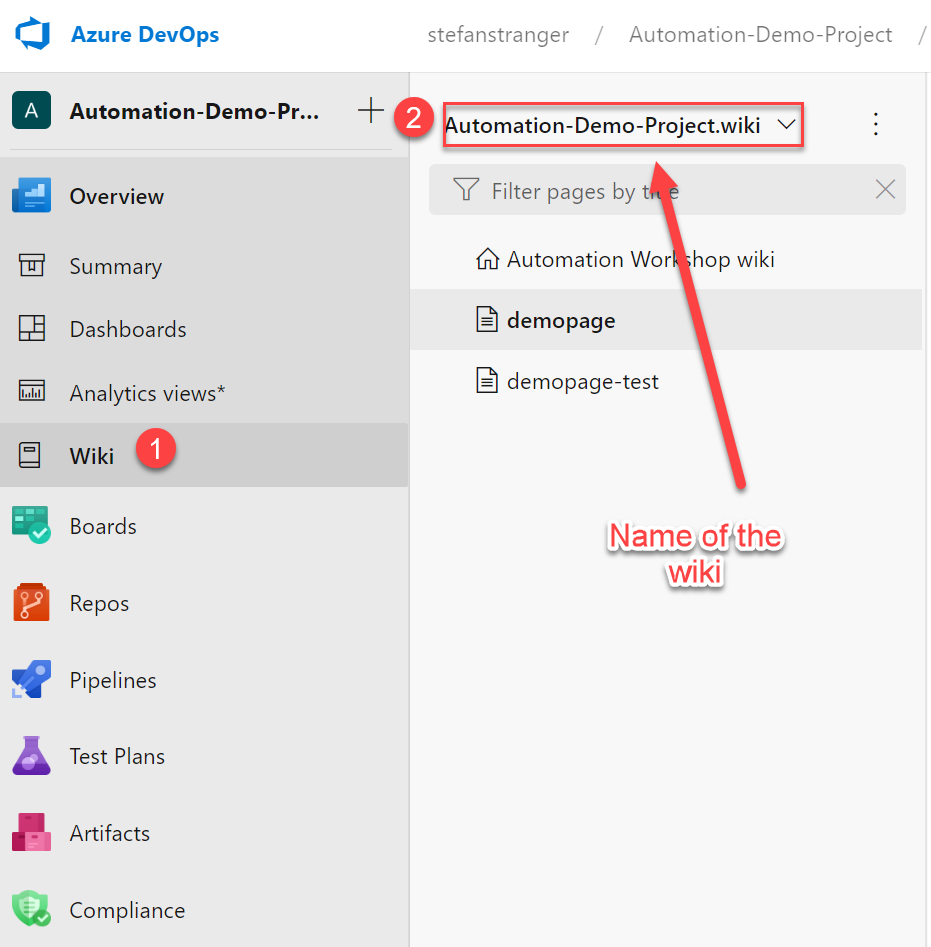 Azure DevOps
stefanstranger / Automation-Demo-Project /
A Automation-Demo-Pr...
Overview
Summary
Dashboards
Analytics views*
Wiki 1
Boards
Repos
Pipelines
Test Plans
Artifacts
Compliance
2 Automation-Demo-Project.wiki
Filter pages by title
Automation Workshop wiki
demopage
demopage-test
Name of the
wiki